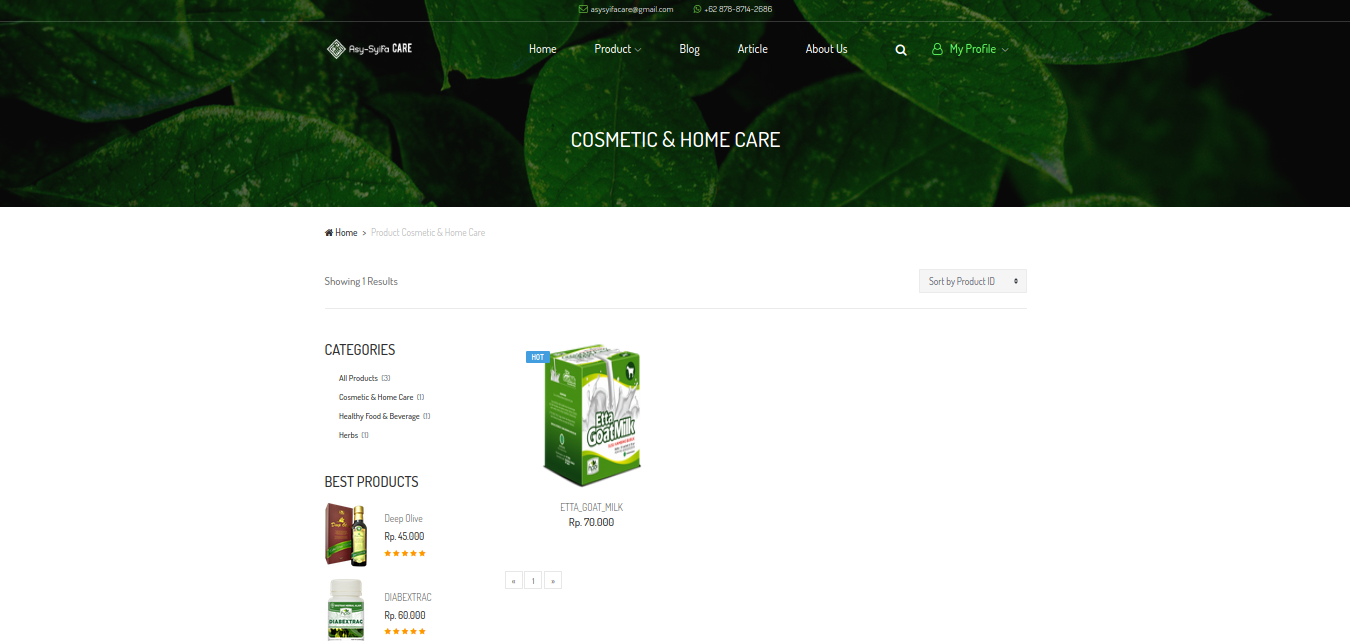 asysyifacare@gmail.com +62 878-8714-2686
Asy-Syifa CARE
Home Product Blog Article About Us My Profile
COSMETIC & HOME CARE
Home > Product Cosmetic & Home Care
Showing 1 Results
Sort by Product ID
CATEGORIES
All Products (3)
Cosmetic & Home Care (1)
Healthy Food & Beverage (1)
Herbs (1)
BEST PRODUCTS
Deep Olive
Rp. 45.000
DIABEXTRAC
DIABEXTRAC
Rp. 60.000
HOT
Etta
GoatMilk
ETTA_GOAT_MILK
Rp. 70.000
« 1 »